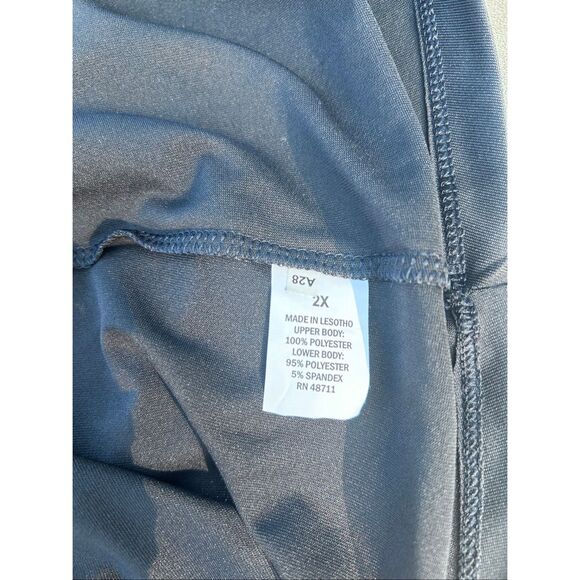 A28
2X
MADE IN LESOTHO
UPPER BODY:
100% POLYESTER
LOWER BODY:
95% POLYESTER
5% SPANDEX
RN 48711